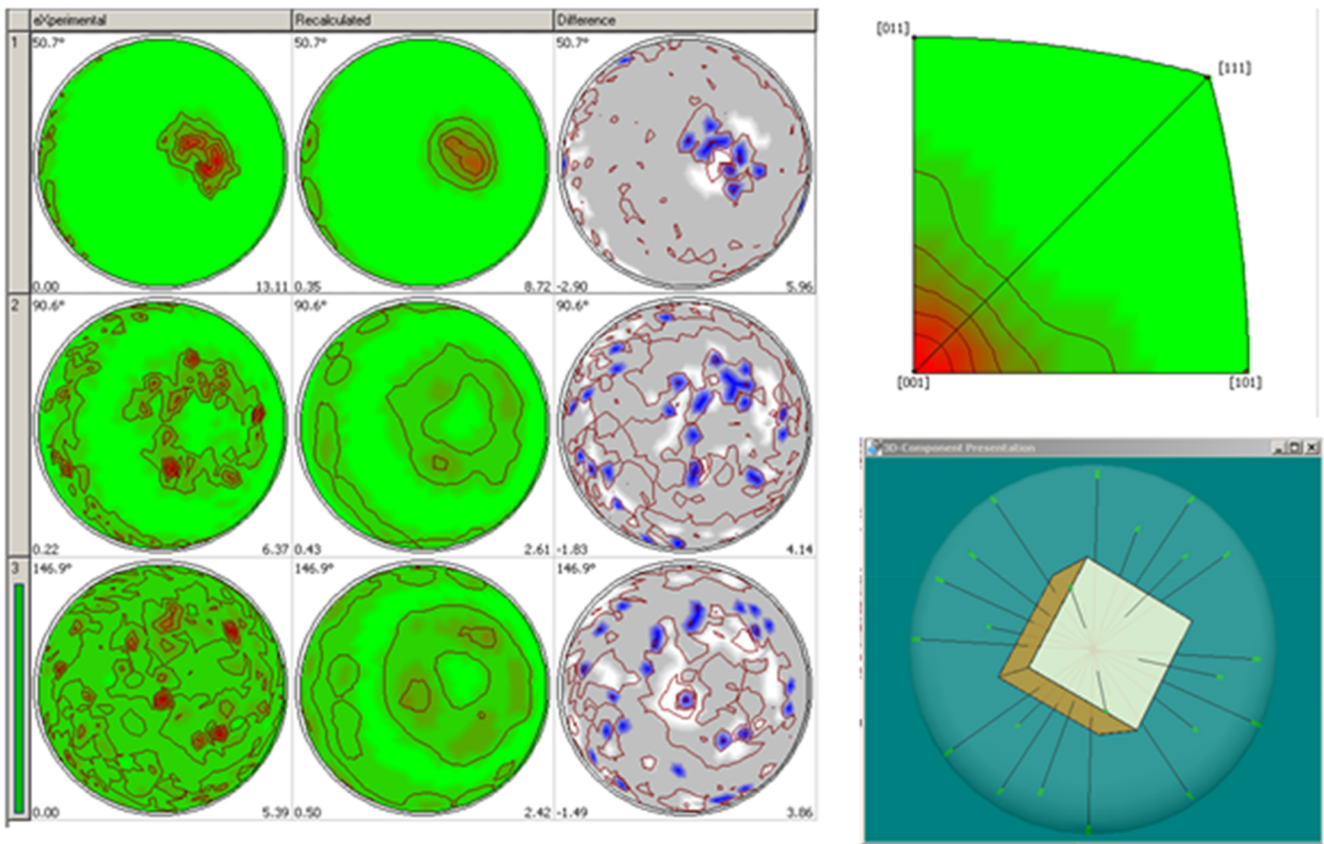 eXperimental Recalculated Difference
1
50.7° 50.7° 50.7°
0.00 13.11 0.35 8.72 -2.90 5.96
2
90.6° 90.6° 90.6°
0.22 6.37 0.43 2.61 -1.83 4.14
3
146.9° 146.9° 146.9°
0.00 5.39 0.50 2.42 -1.49 3.86
[011]
[111]
[001] [101]
3D-Component Presentation